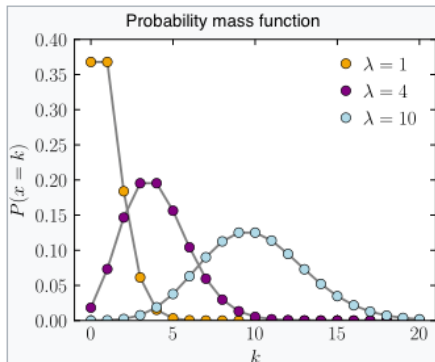 Probability mass function
0.40
0.35
0.30
0.25
0.20
0.15
0.10
0.05
0.00
P(x = k)
λ = 1
λ = 4
λ = 10
0 5 10 15 20
k